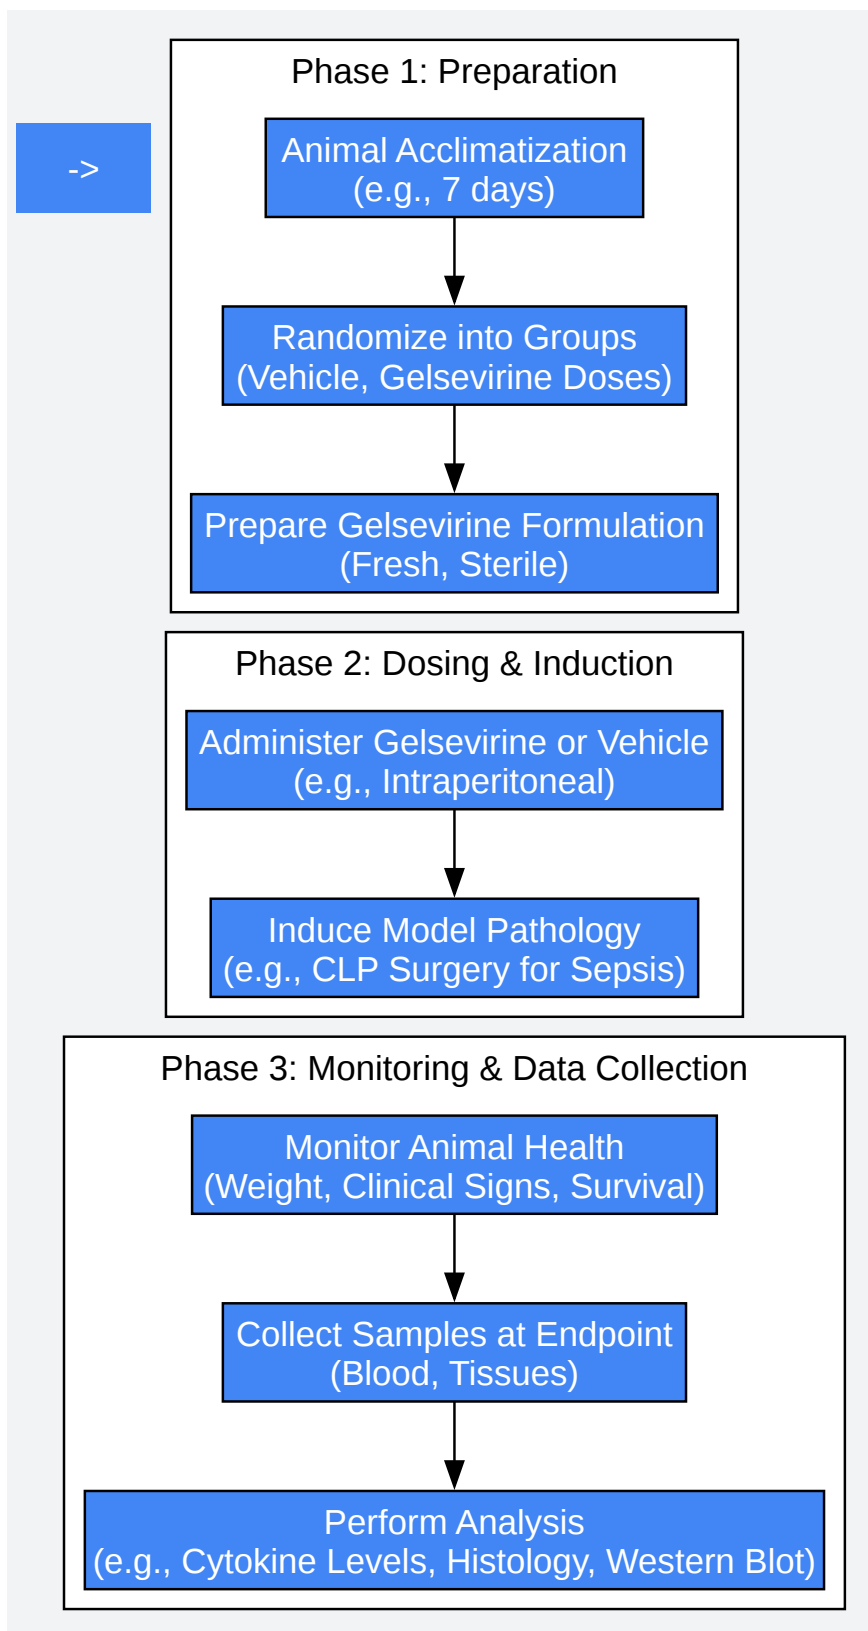 Phase 1: Preparation
->
Animal Acclimatization
(e.g., 7 days)
Randomize into Groups
(Vehicle, Gelsevirine Doses)
Prepare Gelsevirine Formulation
(Fresh, Sterile)
Phase 2: Dosing & Induction
Administer Gelsevirine or Vehicle
(e.g., Intraperitoneal)
Induce Model Pathology
(e.g., CLP Surgery for Sepsis)
Phase 3: Monitoring & Data Collection
Monitor Animal Health
(Weight, Clinical Signs, Survival)
Collect Samples at Endpoint
(Blood, Tissues)
Perform Analysis
(e.g., Cytokine Levels, Histology, Western Blot)